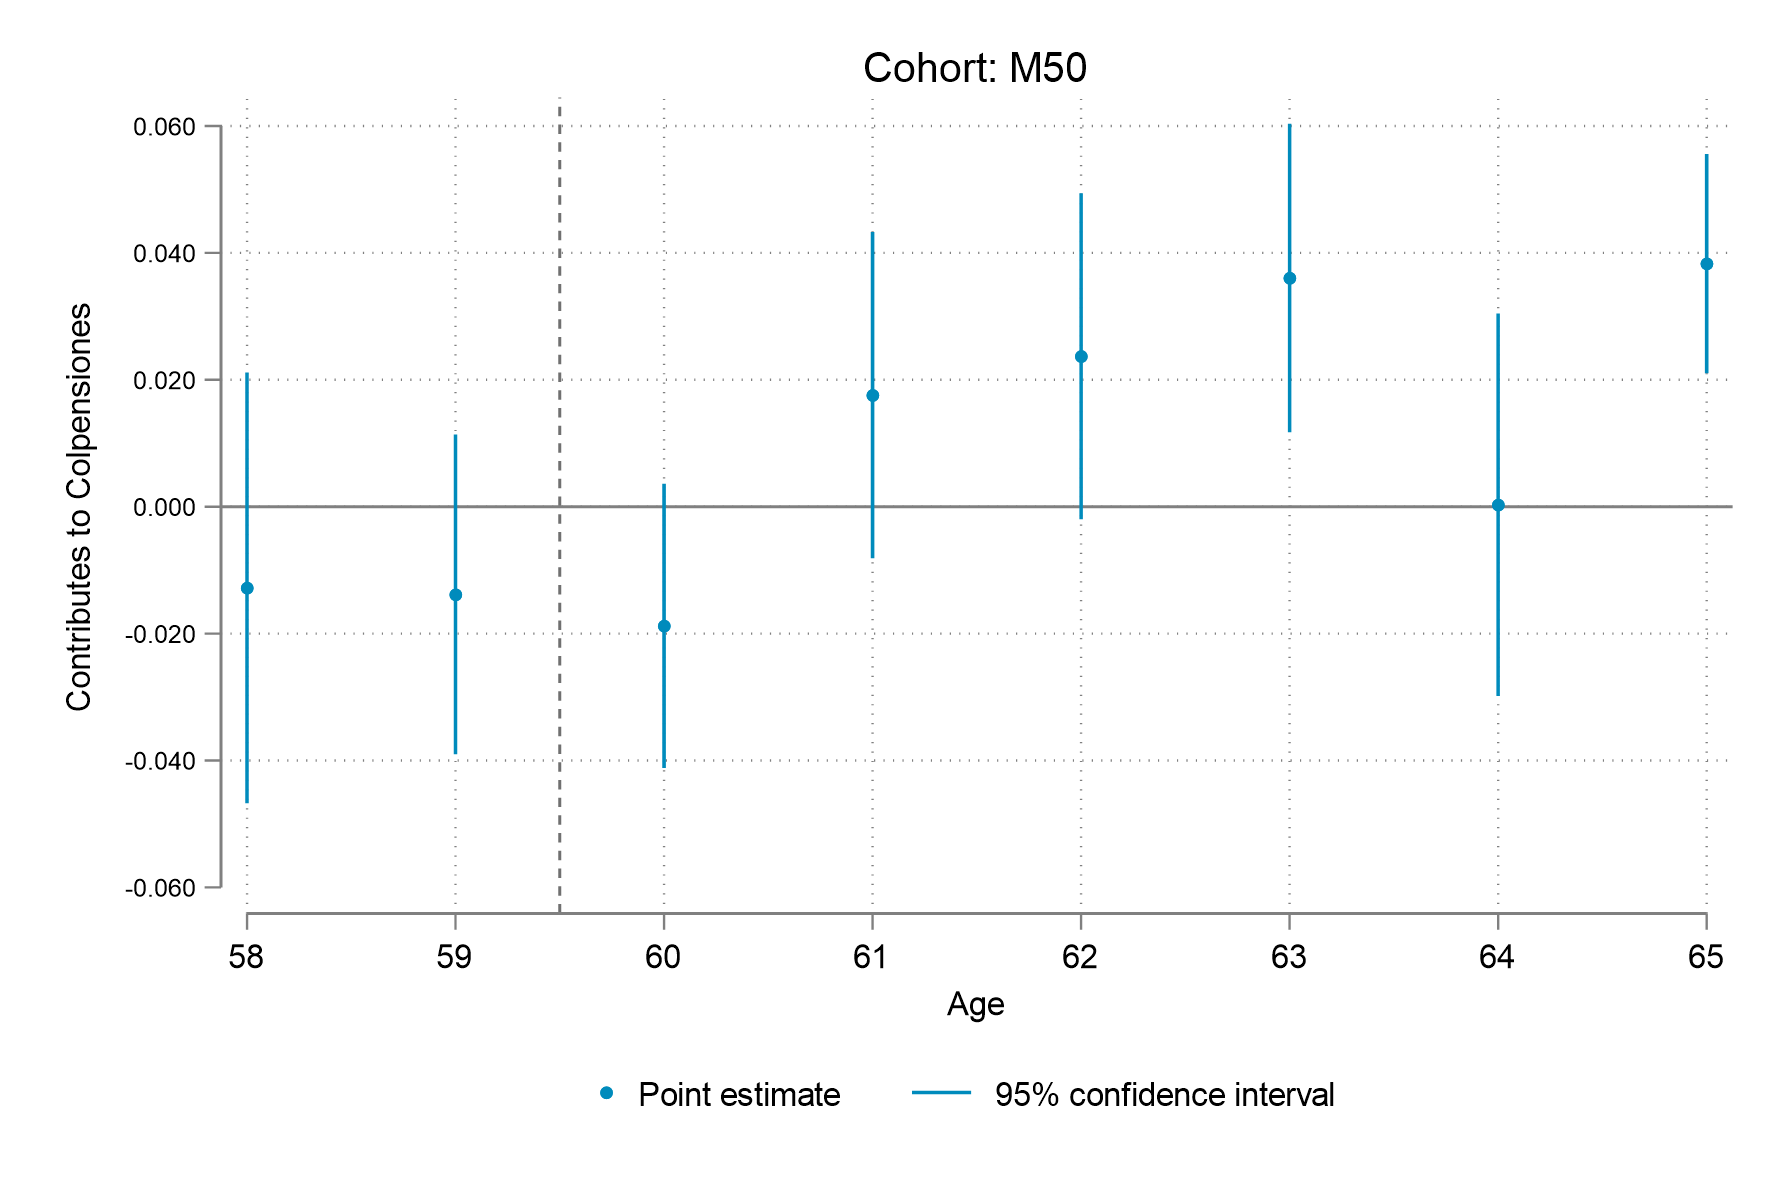 Cohort: M50
Contributes to Colpensiones
0.060
0.040
0.020
0.000
-0.020
-0.040
-0.060
58 59 60 61 62 63 64 65
Age
Point estimate 95% confidence interval